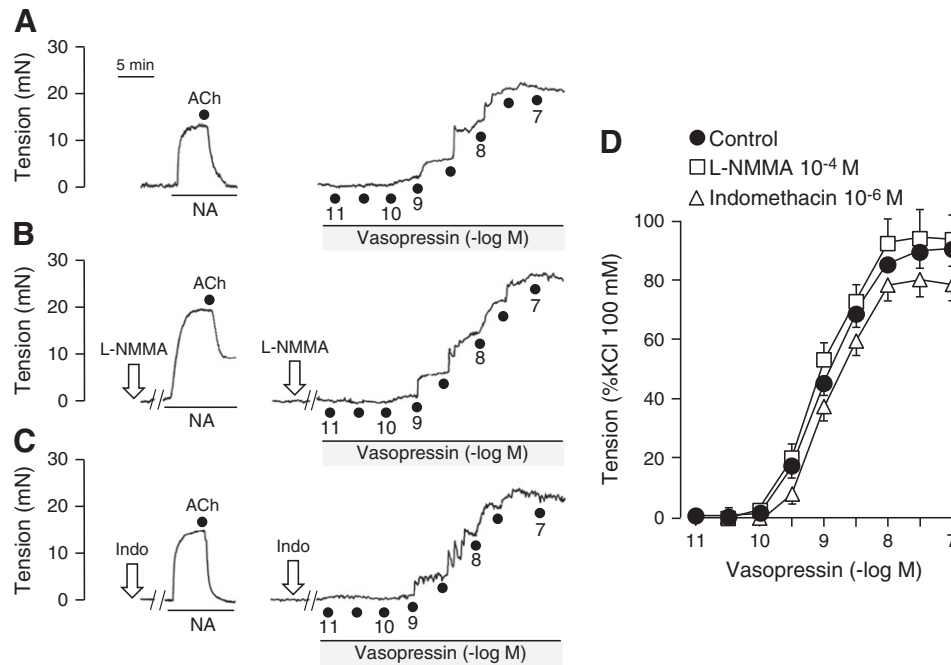 A
Tension (mN)
30
20
10
0
5 min
ACh
NA
11
10
9
8
7
Vasopressin (-log M)
B
Tension (mN)
30
20
10
0
L-NMMA
ACh
NA
L-NMMA
11
10
9
8
7
Vasopressin (-log M)
C
Tension (mN)
30
20
10
0
Indo
ACh
NA
Indo
11
10
9
8
7
Vasopressin (-log M)
D
Control
L-NMMA 10⁻⁴ M
Indomethacin 10⁻⁶ M
Tension (%KCl 100 mM)
100
80
60
40
20
0
11
10
9
8
7
Vasopressin (-log M)